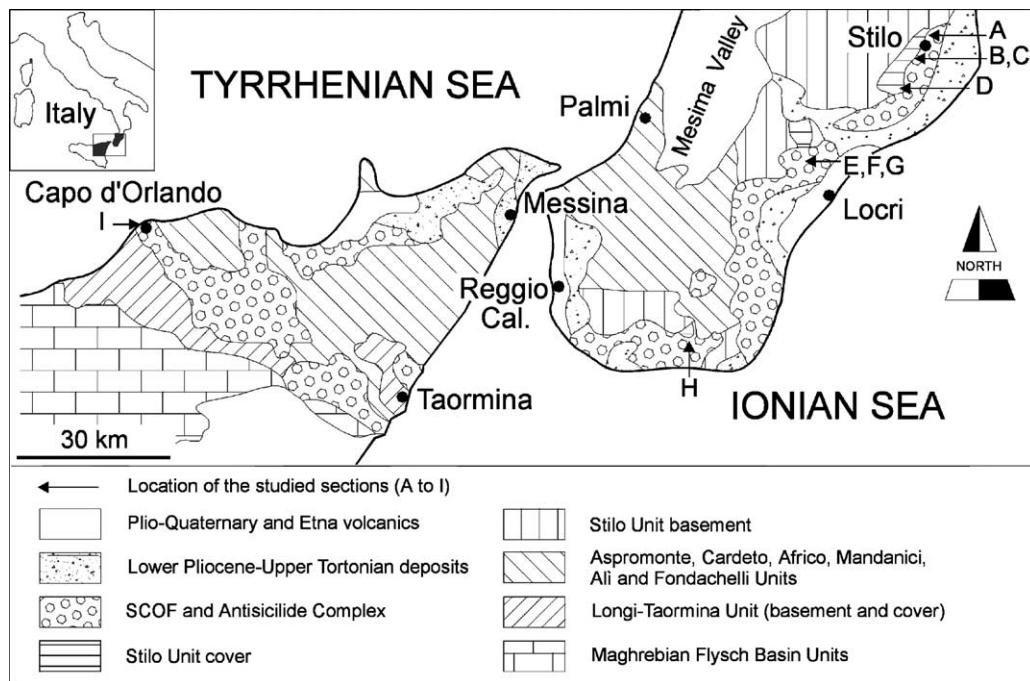 Italy
TYRRHENIAN SEA
Stilo
A
B,C
D
Palmi
Mesima Valley
E,F,G
Capo d'Orlando
I
Messina
Locri
NORTH
Reggio
Cal.
H
Taormina
IONIAN SEA
30 km
Location of the studied sections (A to I)
Plio-Quaternary and Etna volcanics
Lower Pliocene-Upper Tortonian deposits
SCOF and Antisicilide Complex
Stilo Unit cover
Stilo Unit basement
Aspromonte, Cardeto, Africo, Mandanici,
Alì and Fondachelli Units
Longi-Taormina Unit (basement and cover)
Maghrebian Flysch Basin Units